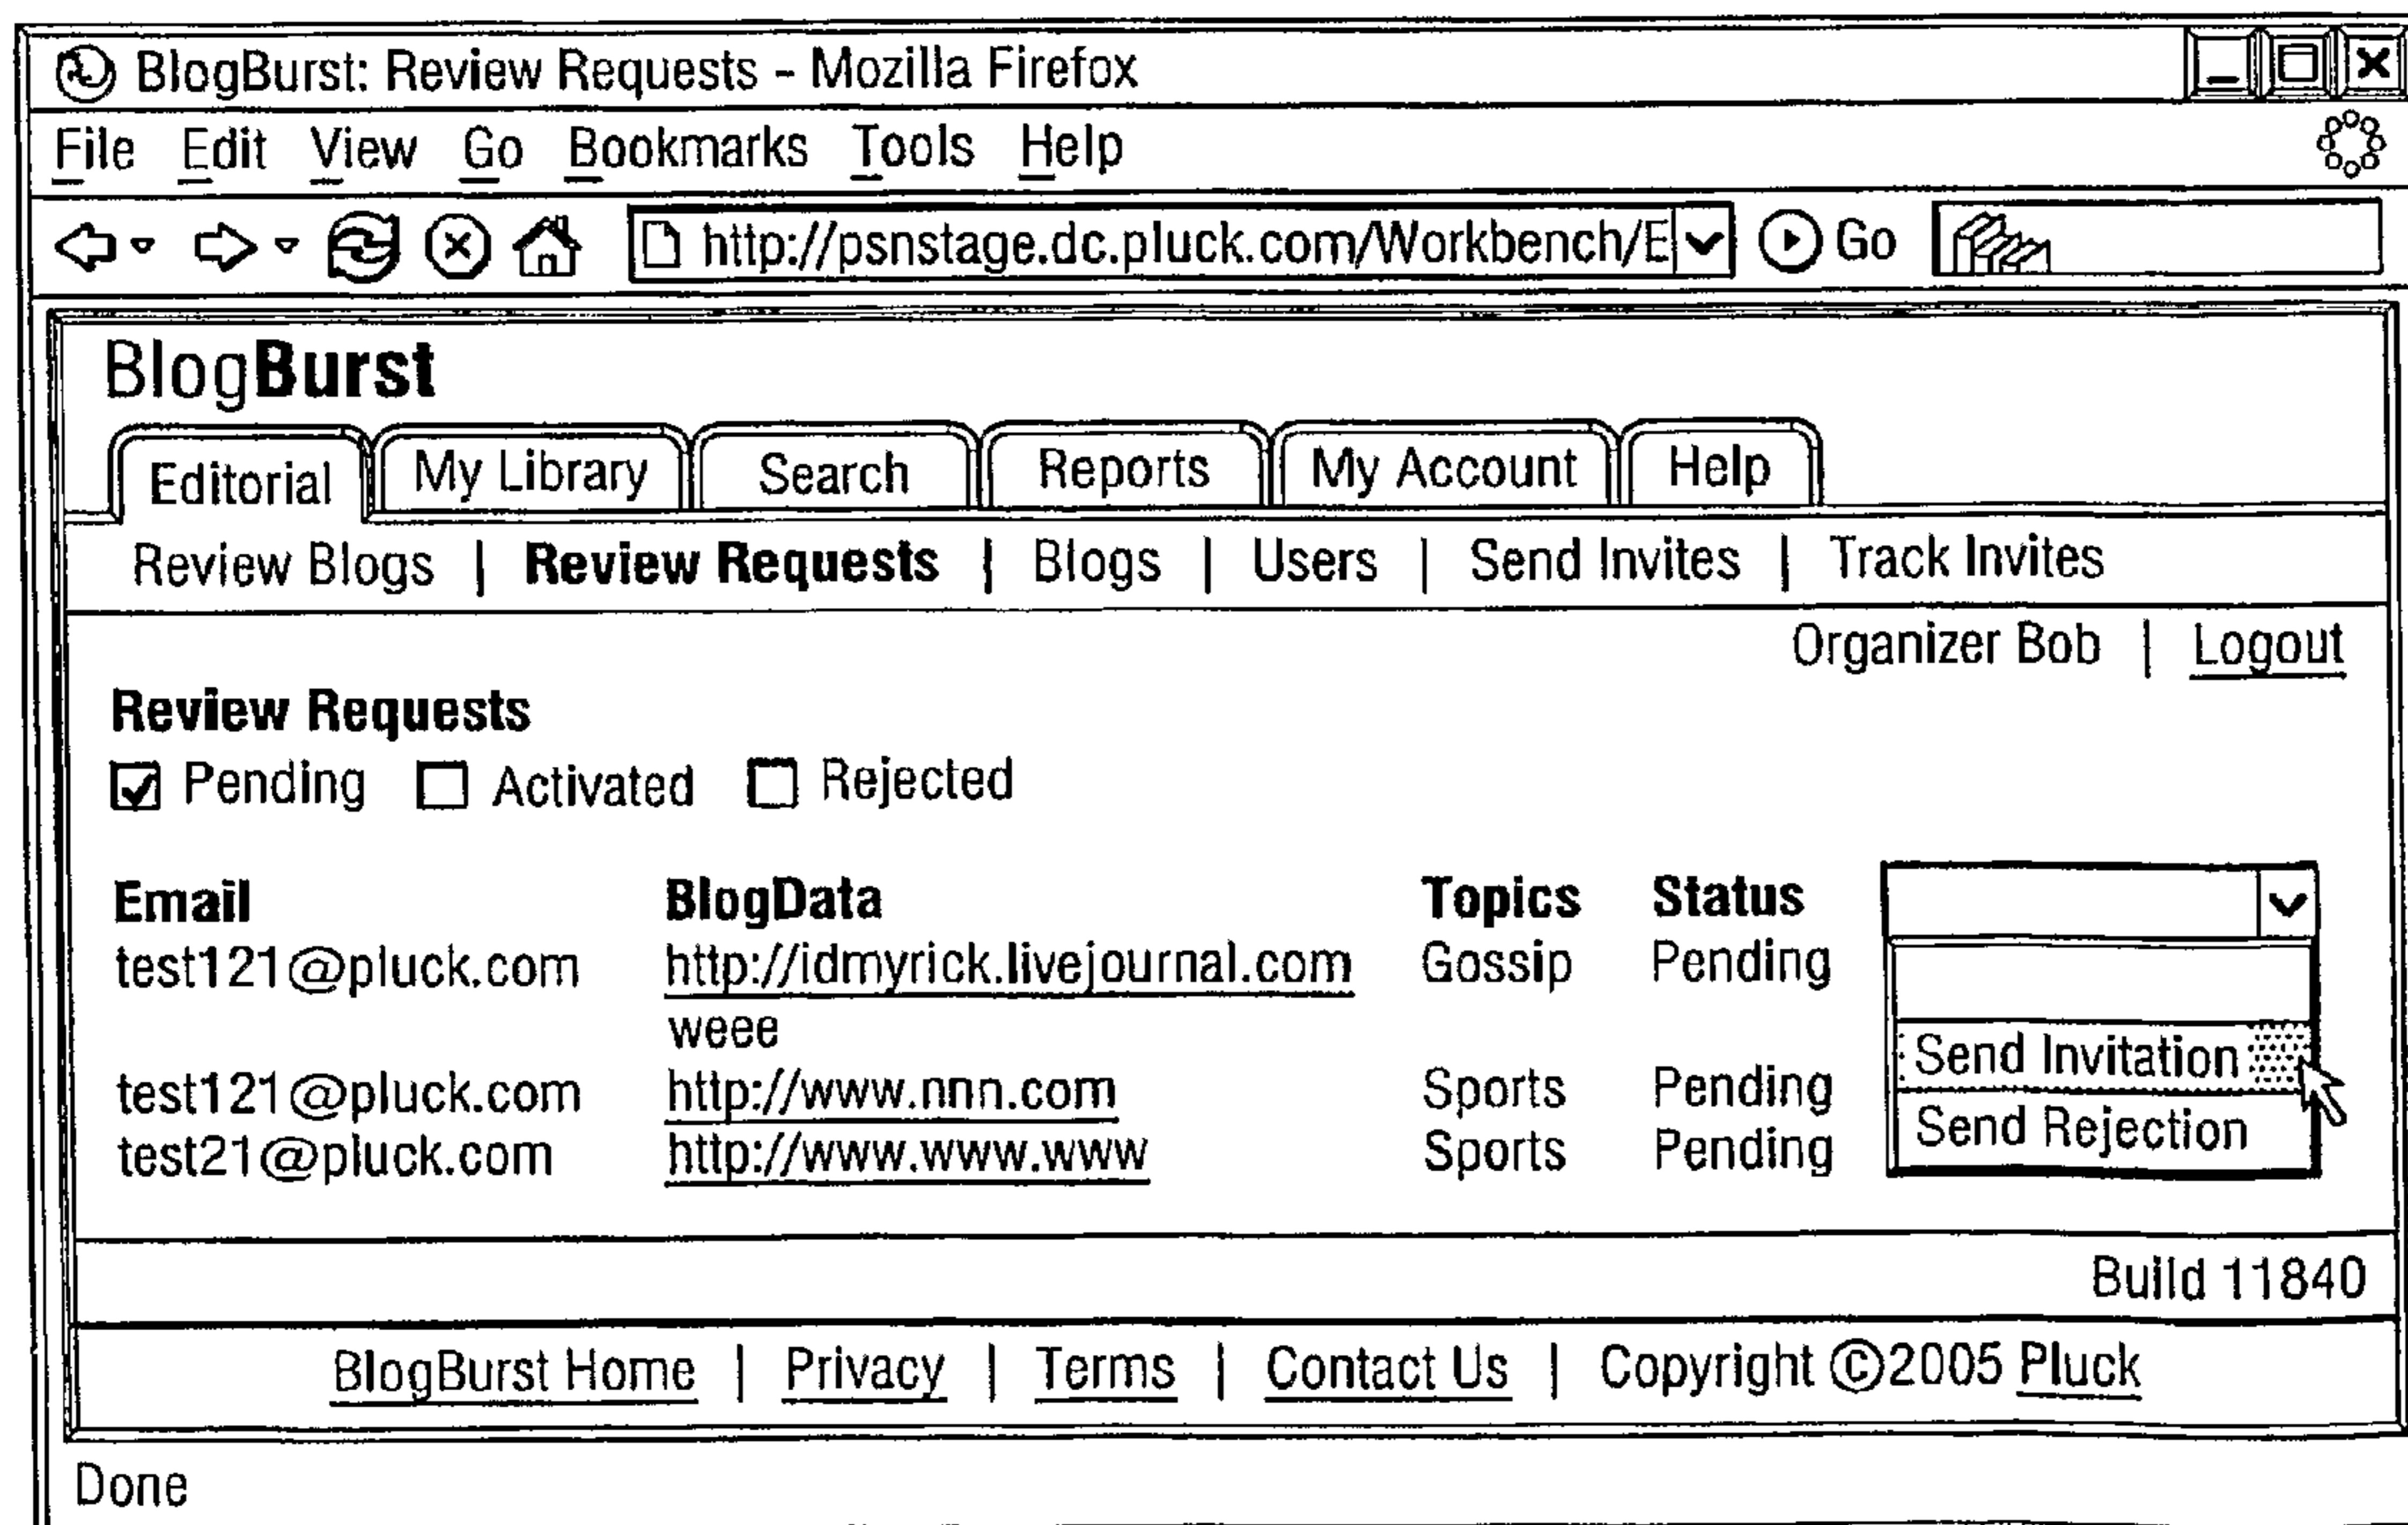 BlogBurst: Review Requests - Mozilla Firefox
File Edit View Go Bookmarks Tools Help
http://psnstage.dc.pluck.com/Workbench/E Go
BlogBurst
Editorial My Library Search Reports My Account Help
Review Blogs | Review Requests | Blogs | Users | Send Invites | Track Invites
Organizer Bob | Logout
Review Requests
Pending Activated Rejected
Email BlogData Topics Status
test121@pluck.com http://idmyrick.livejournal.com Gossip Pending
weee
Send Invitation
test121@pluck.com http://www.nnn.com Sports Pending
Send Rejection
test21@pluck.com http://www.www.www Sports Pending
Build 11840
BlogBurst Home | Privacy | Terms | Contact Us | Copyright ©2005 Pluck
Done